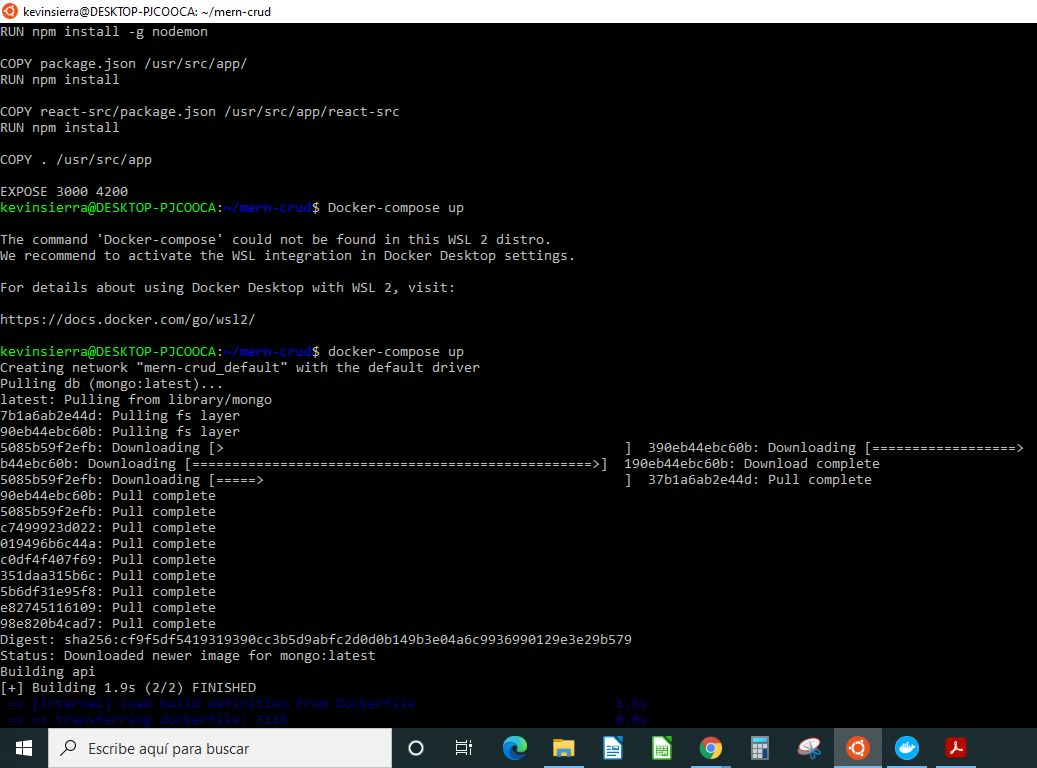 kevinsierra@DESKTOP-PJCOOCA: ~/mern-crud
RUN npm install -g nodemon
COPY package.json /usr/src/app/
RUN npm install
COPY react-src/package.json /usr/src/app/react-src
RUN npm install
COPY . /usr/src/app
EXPOSE 3000 4200
kevinsierra@DESKTOP-PJCOOCA:~/mern-crud$ Docker-compose up
The command 'Docker-compose' could not be found in this WSL 2 distro.
We recommend to activate the WSL integration in Docker Desktop settings.
For details about using Docker Desktop with WSL 2, visit:
https://docs.docker.com/go/wsl2/
kevinsierra@DESKTOP-PJCOOCA:~/mern-crud$ docker-compose up
Creating network "mern-crud_default" with the default driver
Pulling db (mongo:latest)...
latest: Pulling from library/mongo
7b1a6ab2e44d: Pulling fs layer
90eb44ebc60b: Pulling fs layer
5085b59f2efb: Downloading [>                                                  ]  390eb44ebc60b: Downloading [==================>
b44ebc60b: Downloading [==================================================>]  190eb44ebc60b: Download complete
5085b59f2efb: Downloading [=====>                                             ]  37b1a6ab2e44d: Pull complete
90eb44ebc60b: Pull complete
5085b59f2efb: Pull complete
c7499923d022: Pull complete
019496b6c44a: Pull complete
c0df4f407f69: Pull complete
351daa315b6c: Pull complete
5b6df31e95f8: Pull complete
e82745116109: Pull complete
98e820b4cad7: Pull complete
Digest: sha256:cf9f5df5419319390cc3b5d9abfc2d0d0b149b3e04a6c9936990129e3e29b579
Status: Downloaded newer image for mongo:latest
Building api
[+] Building 1.9s (2/2) FINISHED
=> [internal] load build definition from Dockerfile 1.5s
=> => transferring dockerfile: 311B 0.0s
Escribe aquí para buscar